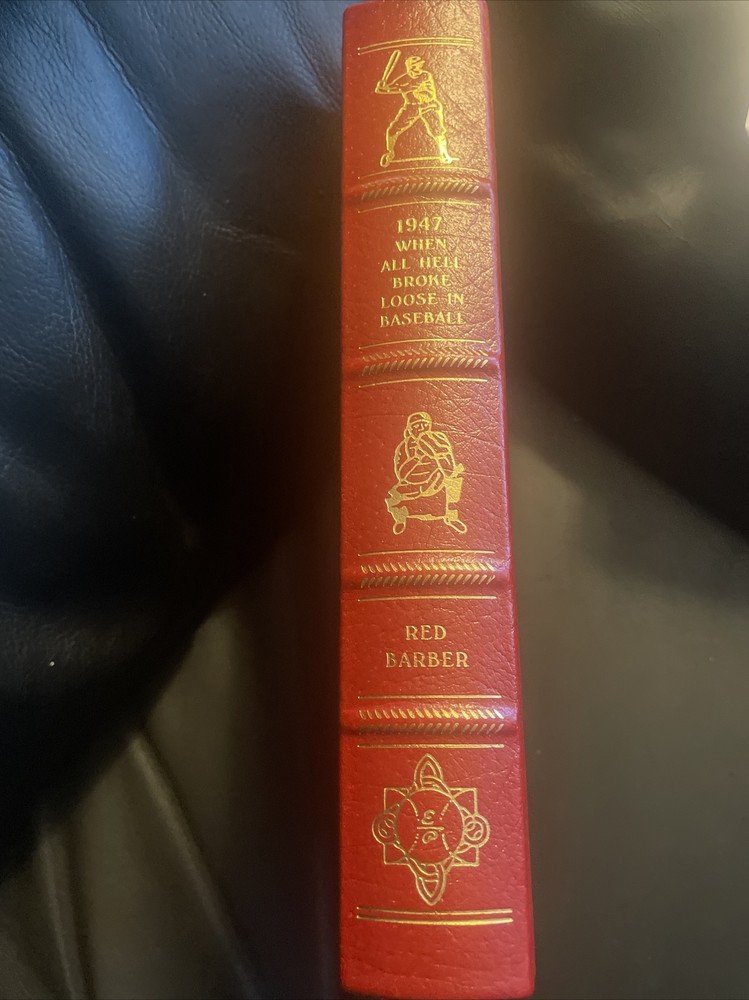 1947
WHEN
ALL HELL
BROKE
LOOSE IN
BASEBALL
RED
BARBER
E
P